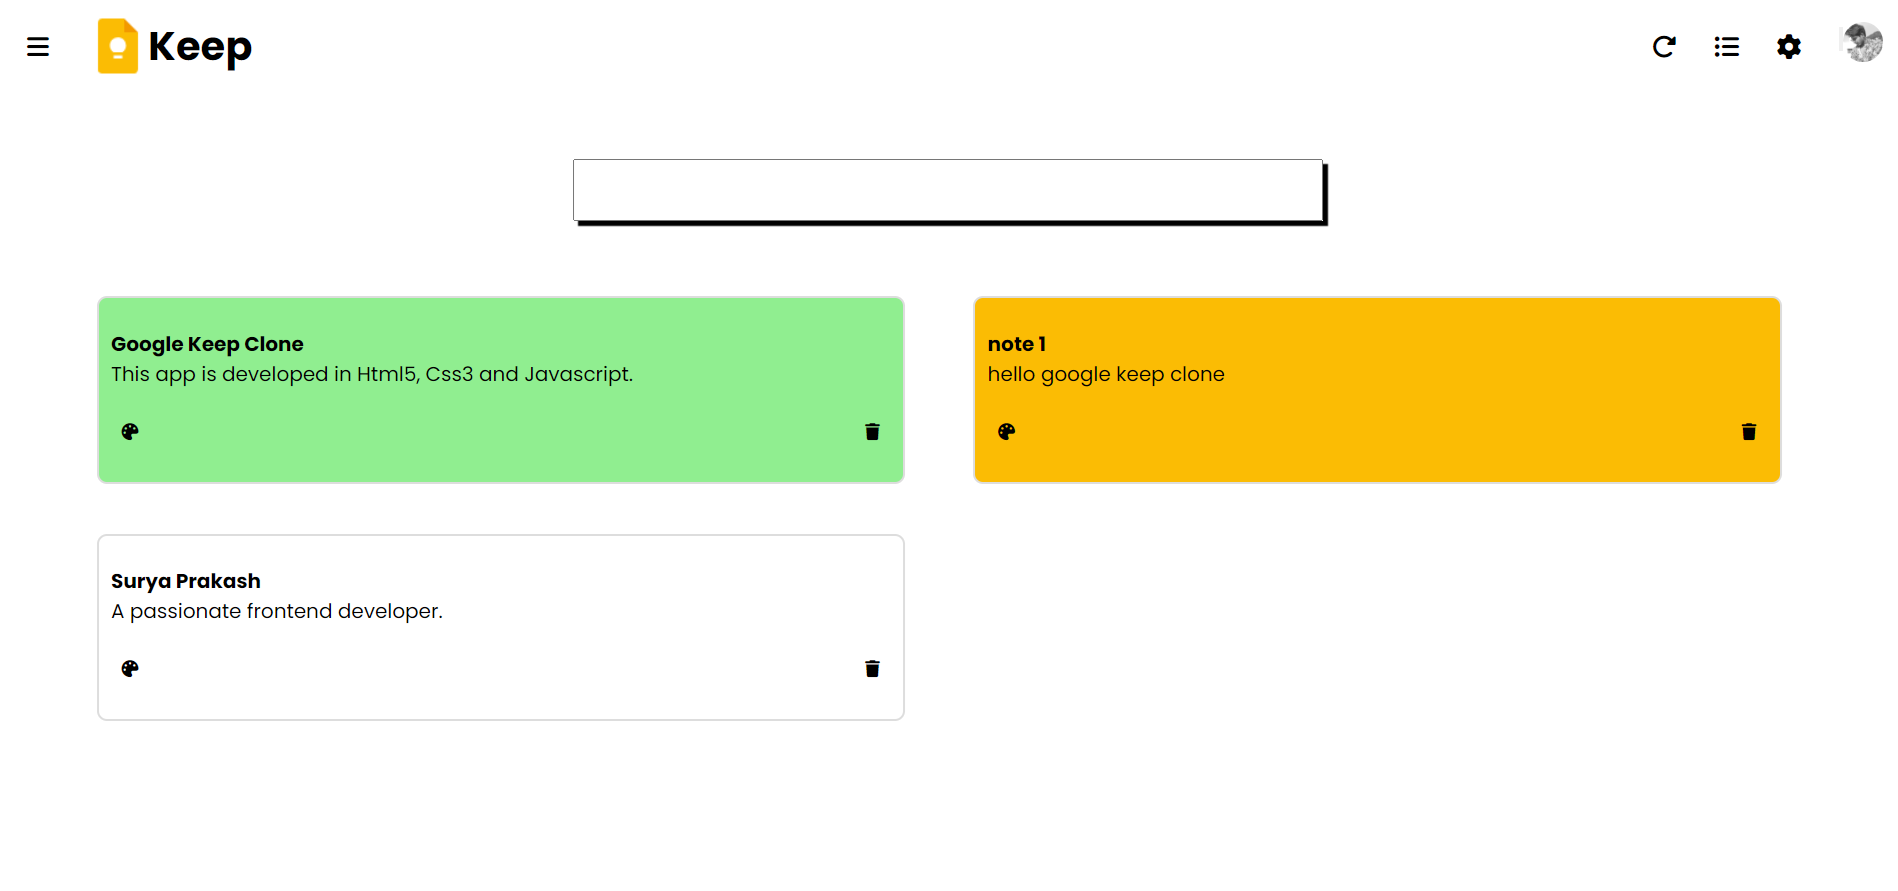 Keep
Google Keep Clone
This app is developed in Html5, Css3 and Javascript.
note 1
hello google keep clone
Surya Prakash
A passionate frontend developer.